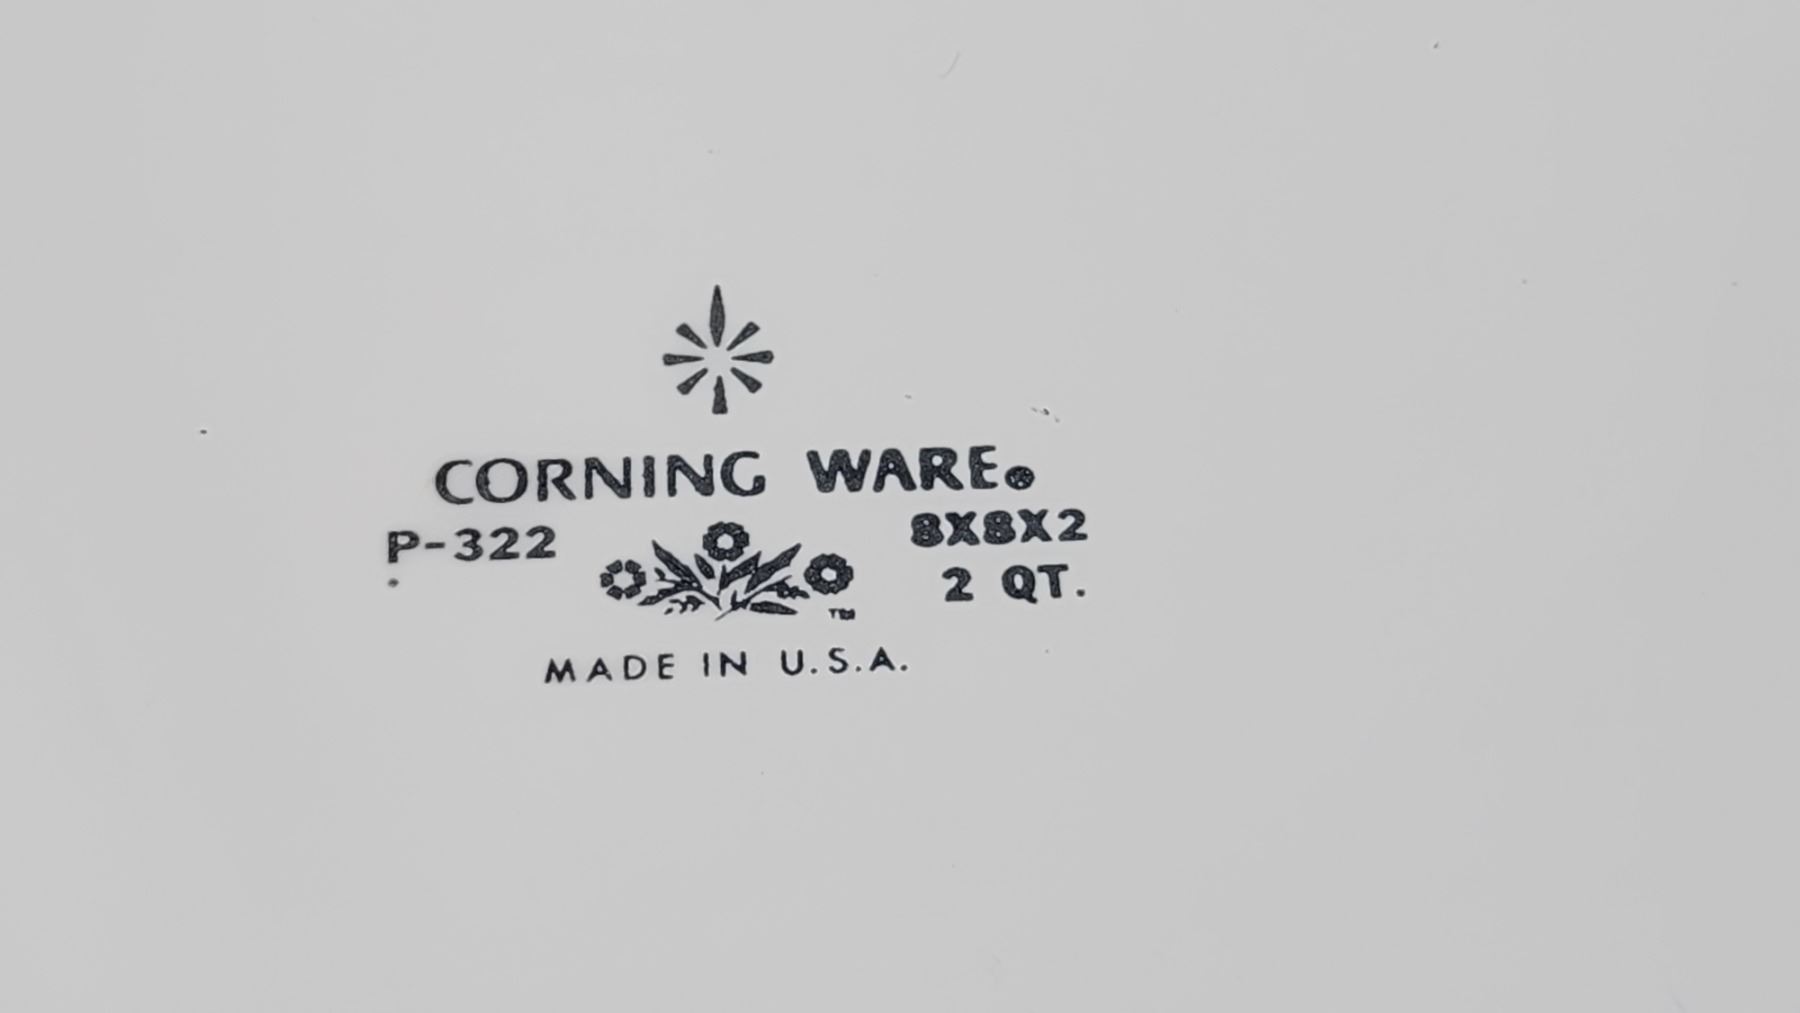 CORNING WARE®
P-322 8X8X2
2 QT.
TM
MADE IN U.S.A.